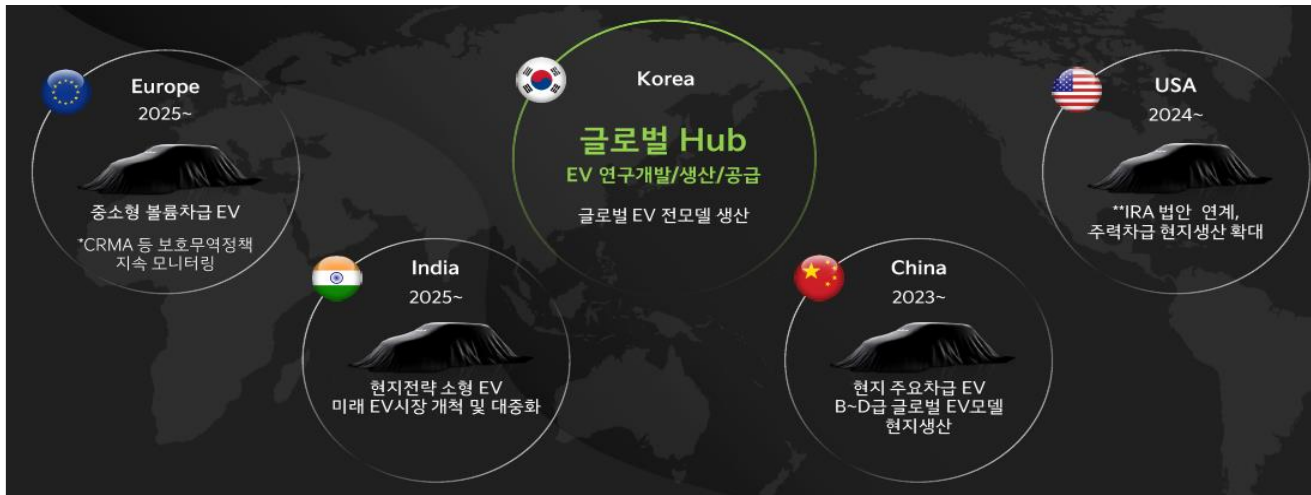 Europe
2025~
중소형 볼륨차급 EV
*CRMA 등 보호무역정책
지속 모니터링
India
2025~
현지전략 소형 EV
미래 EV시장 개척 및 대중화
Korea
글로벌 Hub
EV 연구개발/생산/공급
글로벌 EV 전모델 생산
China
2023~
현지 주요차급 EV
B~D급 글로벌 EV모델
현지생산
USA
2024~
**IRA 법안 연계,
주력차급 현지생산 확대